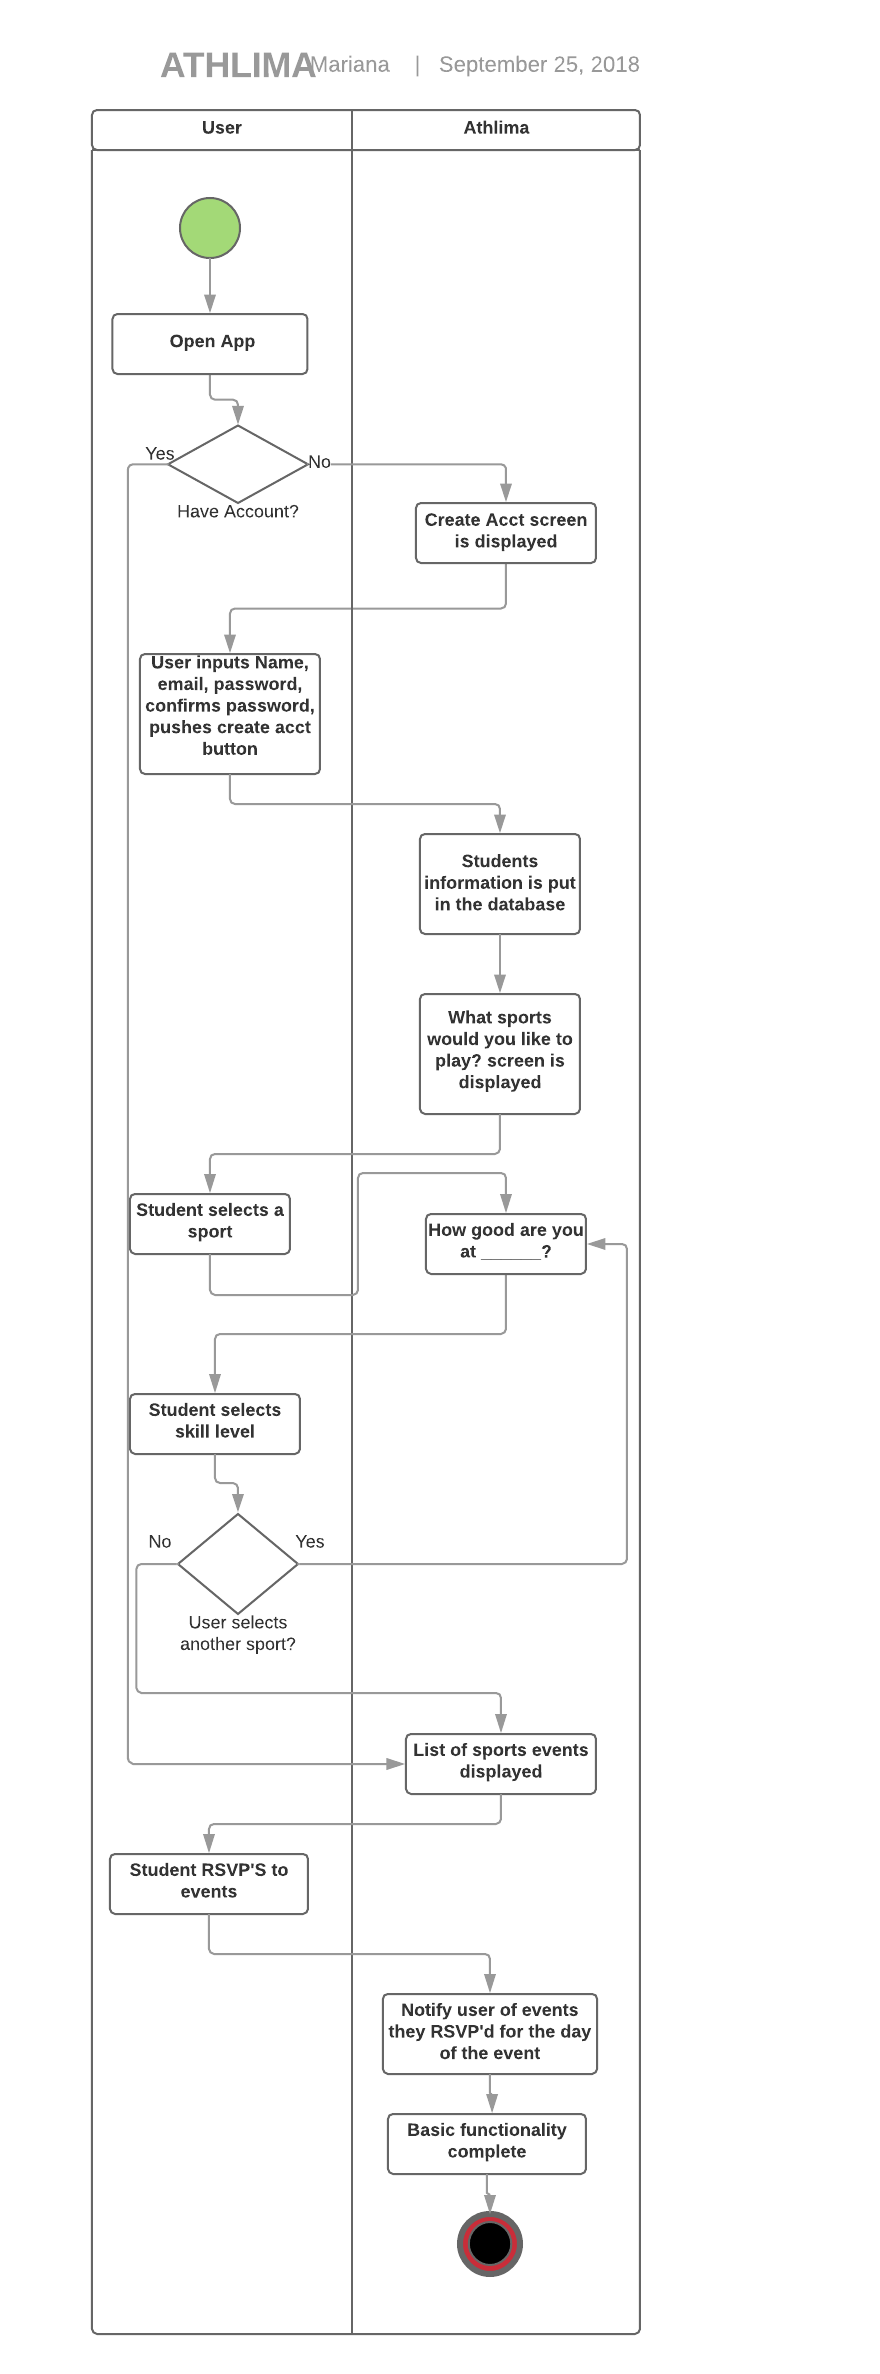 ATHLIMA
Mariana | September 25, 2018
User
Athlima
Open App
Yes
No
Have Account?
Create Acct screen
is displayed
User inputs Name,
email, password,
confirms password,
pushes create acct
button
Students
information is put
in the database
What sports
would you like to
play? screen is
displayed
Student selects a
sport
How good are you
at ______?
Student selects
skill level
No
Yes
User selects
another sport?
List of sports events
displayed
Student RSVP'S to
events
Notify user of events
they RSVP'd for the day
of the event
Basic functionality
complete